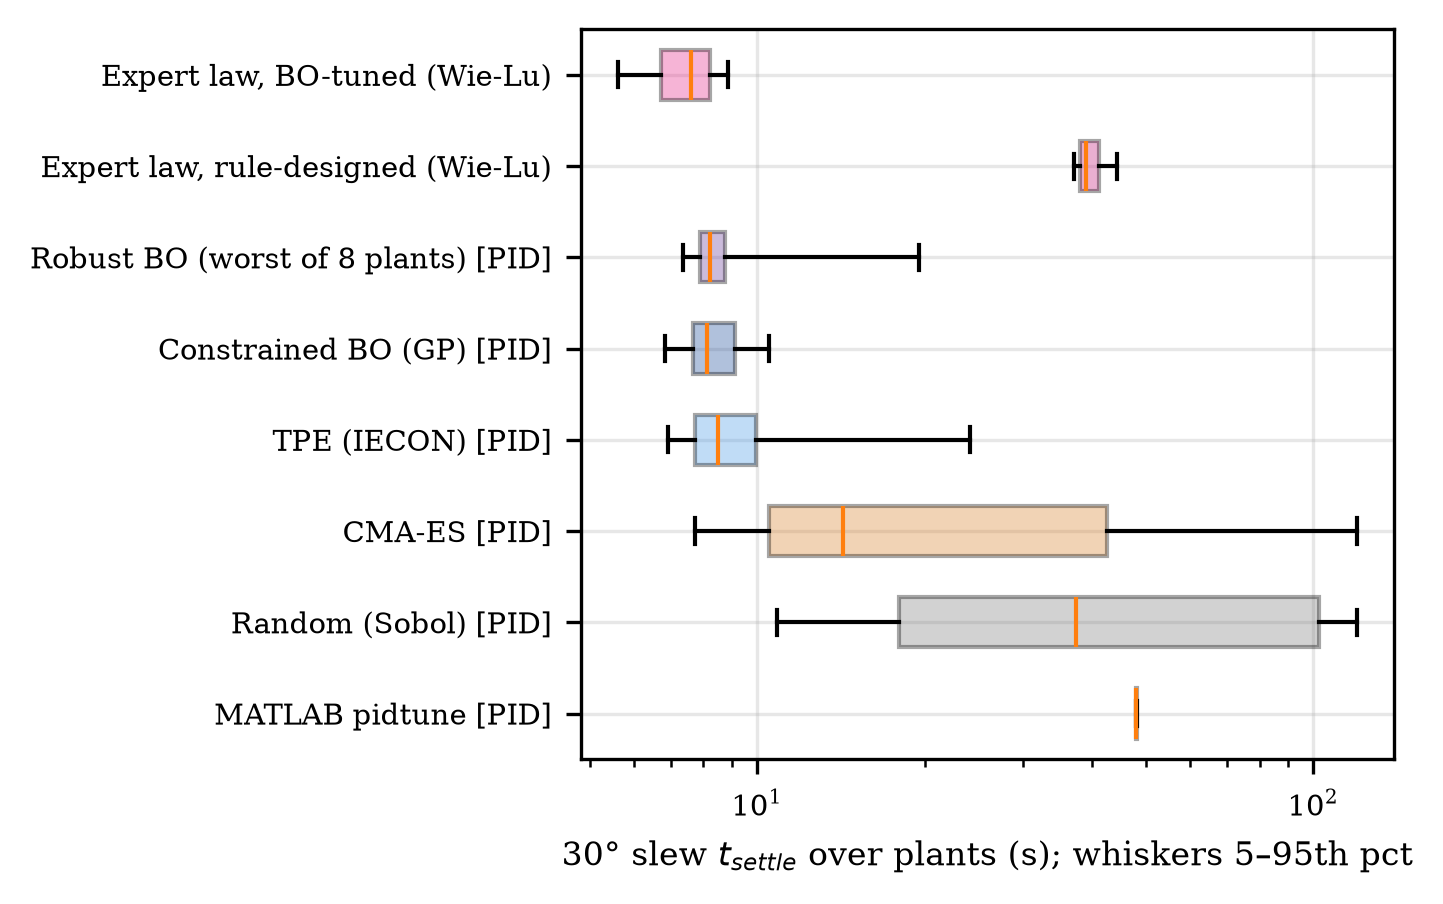 Expert law, BO-tuned (Wie-Lu)
Expert law, rule-designed (Wie-Lu)
Robust BO (worst of 8 plants) [PID]
Constrained BO (GP) [PID]
TPE (IECON) [PID]
CMA-ES [PID]
Random (Sobol) [PID]
MATLAB pidtune [PID]
10¹ 10²
30° slew t_settle over plants (s); whiskers 5–95th pct